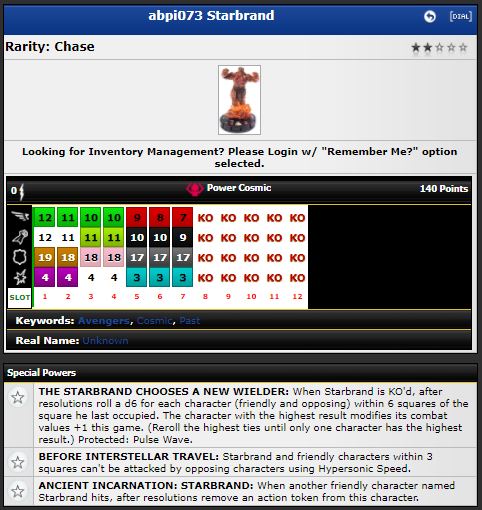 abpi073 Starbrand
[DIAL]
Rarity: Chase
Looking for Inventory Management? Please Login w/ "Remember Me?" option
selected.
0 Power Cosmic 140 Points
12 11 10 10 9 8 7 KO KO KO KO KO
12 11 11 11 10 10 9 KO KO KO KO KO
19 18 18 18 17 17 17 KO KO KO KO KO
4 4 4 4 3 3 3 KO KO KO KO KO
SLOT 1 2 3 4 5 6 7 8 9 10 11 12
Keywords: Avengers, Cosmic, Past
Real Name: Unknown
Special Powers
THE STARBRAND CHOOSES A NEW WIELDER: When Starbrand is KO'd, after
resolutions roll a d6 for each character (friendly and opposing) within 6 squares of the
square he last occupied. The character with the highest result modifies its combat
values +1 this game. (Reroll the highest ties until only one character has the highest
result.) Protected: Pulse Wave.
BEFORE INTERSTELLAR TRAVEL: Starbrand and friendly characters within 3
squares can't be attacked by opposing characters using Hypersonic Speed.
ANCIENT INCARNATION: STARBRAND: When another friendly character named
Starbrand hits, after resolutions remove an action token from this character.